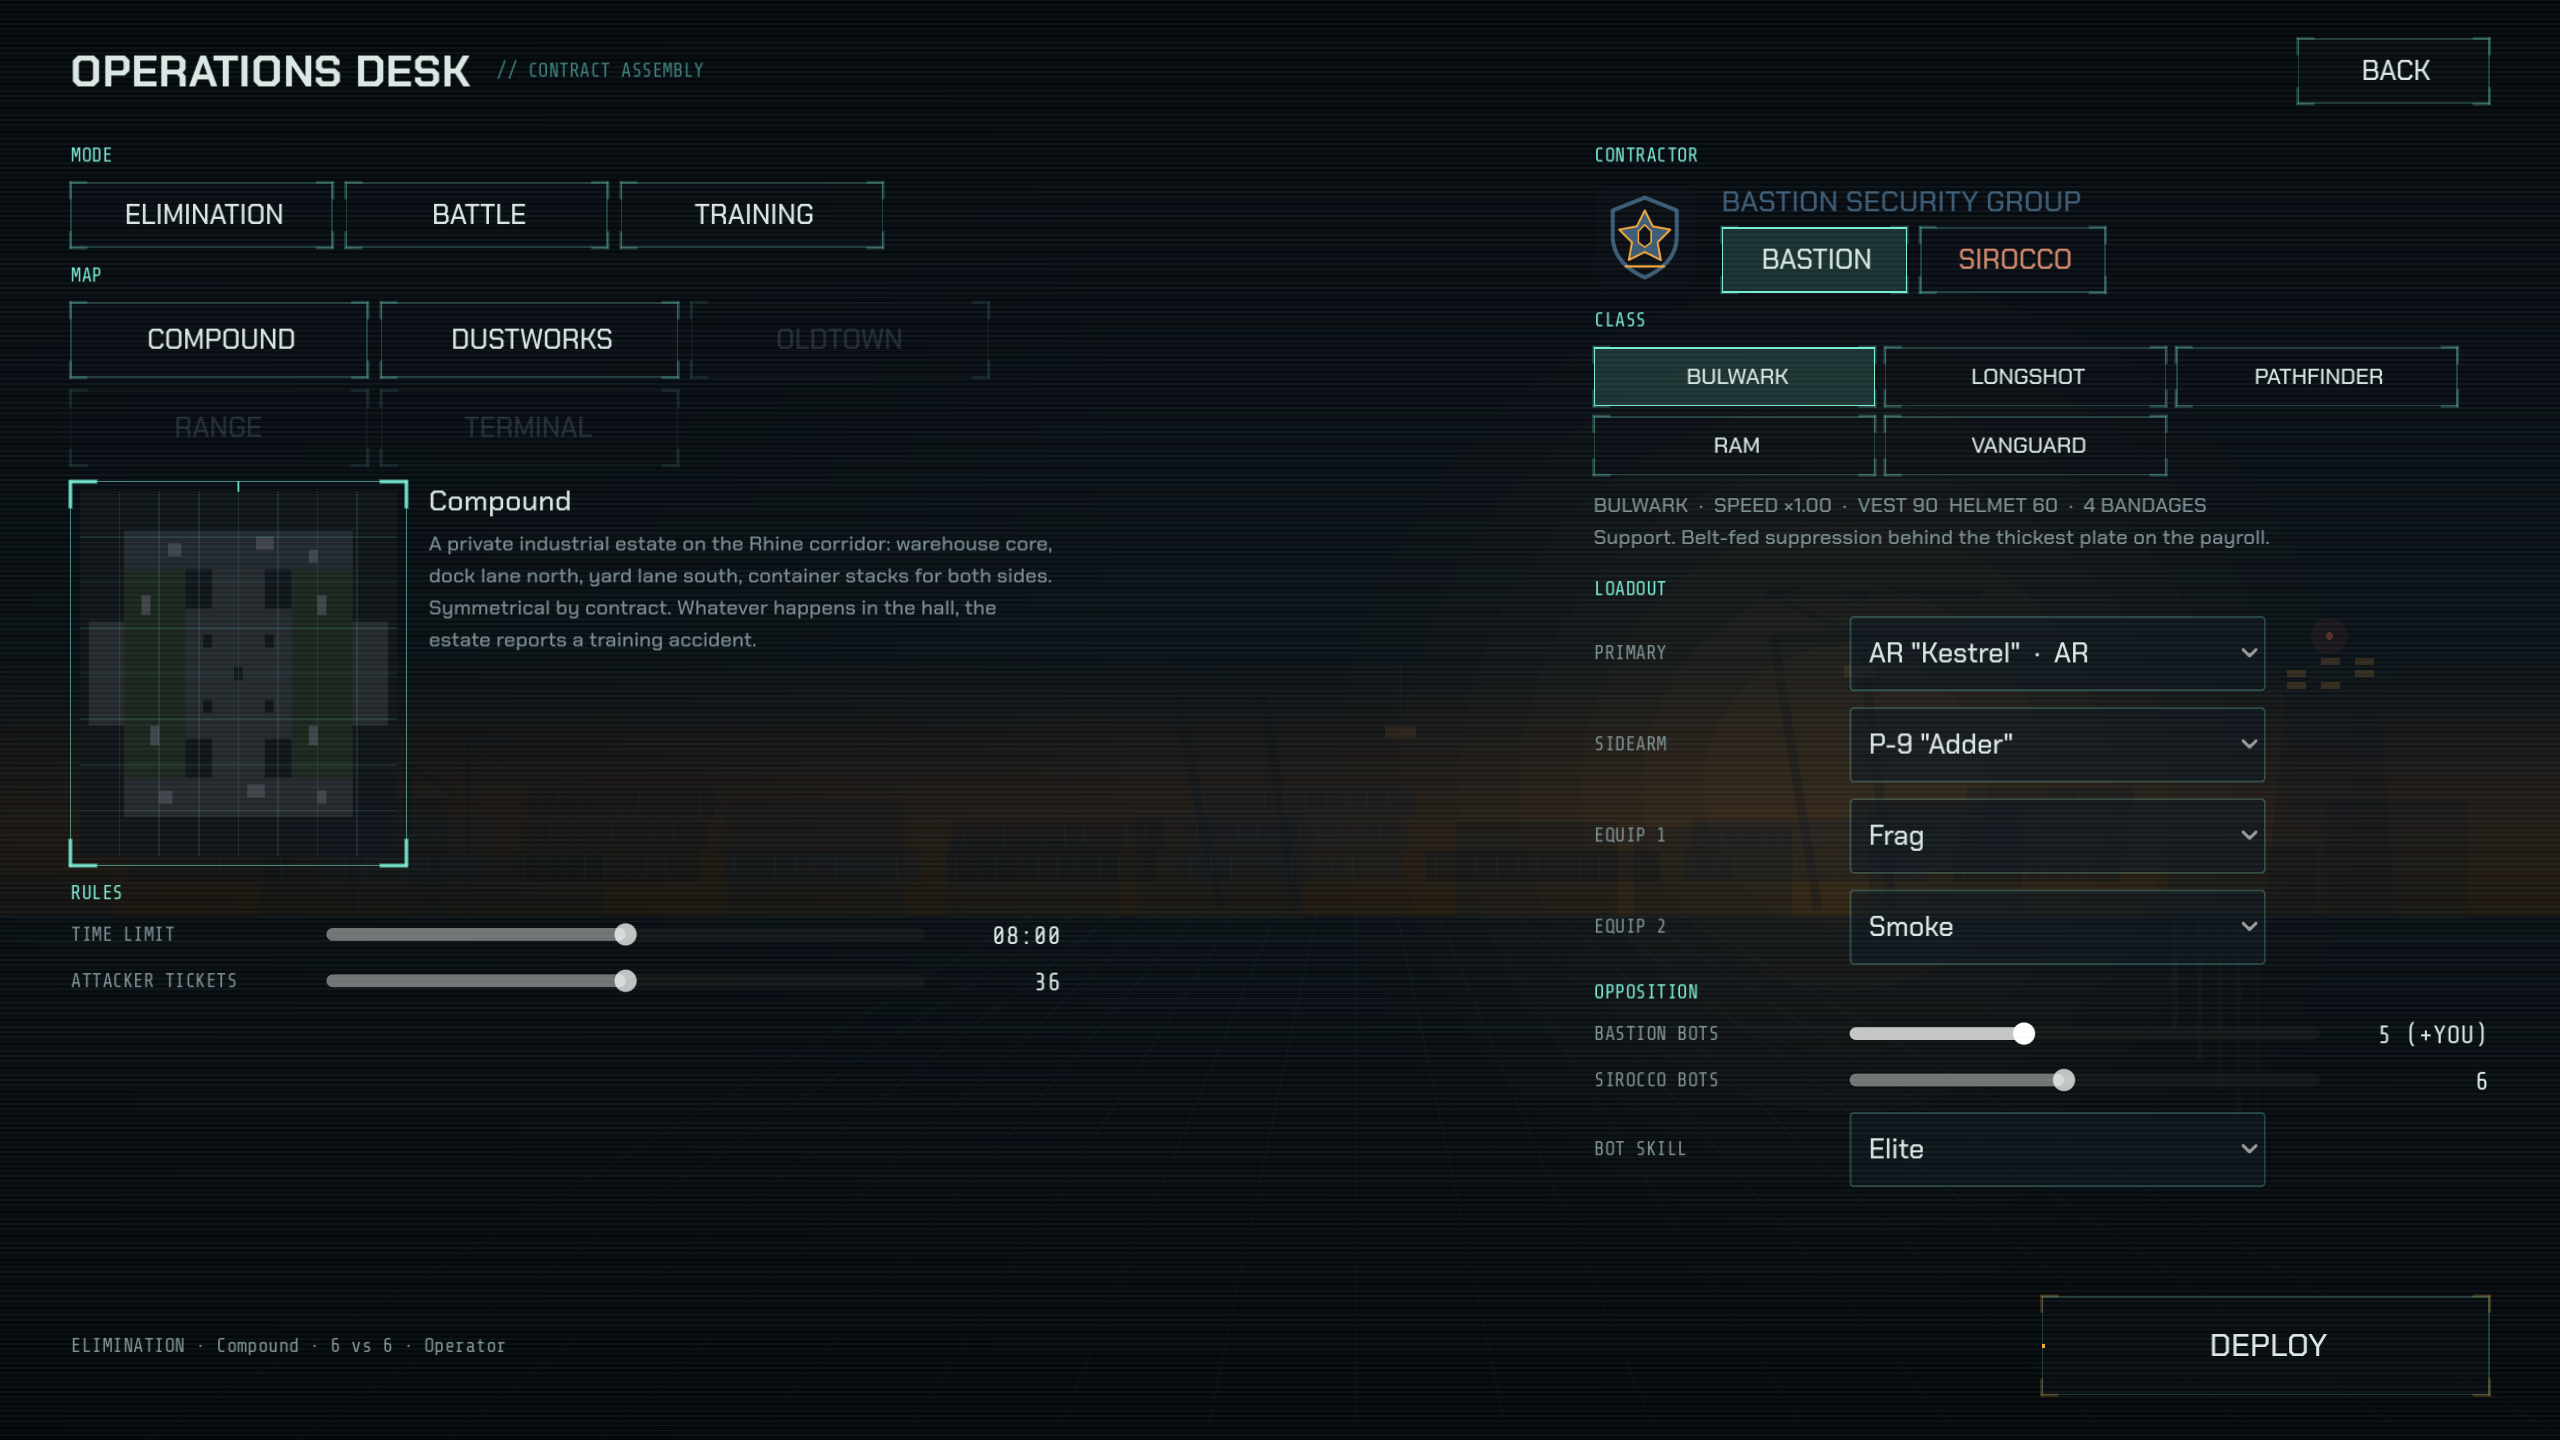 OPERATIONS DESK // CONTRACT ASSEMBLY
BACK
MODE
ELIMINATION BATTLE TRAINING
MAP
COMPOUND DUSTWORKS OLDTOWN
RANGE TERMINAL
Compound
A private industrial estate on the Rhine corridor: warehouse core,
dock lane north, yard lane south, container stacks for both sides.
Symmetrical by contract. Whatever happens in the hall, the
estate reports a training accident.
RULES
TIME LIMIT 08:00
ATTACKER TICKETS 36
CONTRACTOR
BASTION SECURITY GROUP
BASTION SIROCCO
CLASS
BULWARK LONGSHOT PATHFINDER
RAM VANGUARD
BULWARK · SPEED ×1.00 · VEST 90 HELMET 60 · 4 BANDAGES
Support. Belt-fed suppression behind the thickest plate on the payroll.
LOADOUT
PRIMARY AR "Kestrel" · AR
SIDEARM P-9 "Adder"
EQUIP 1 Frag
EQUIP 2 Smoke
OPPOSITION
BASTION BOTS 5 (+YOU)
SIROCCO BOTS 6
BOT SKILL Elite
ELIMINATION · Compound · 6 vs 6 · Operator
DEPLOY